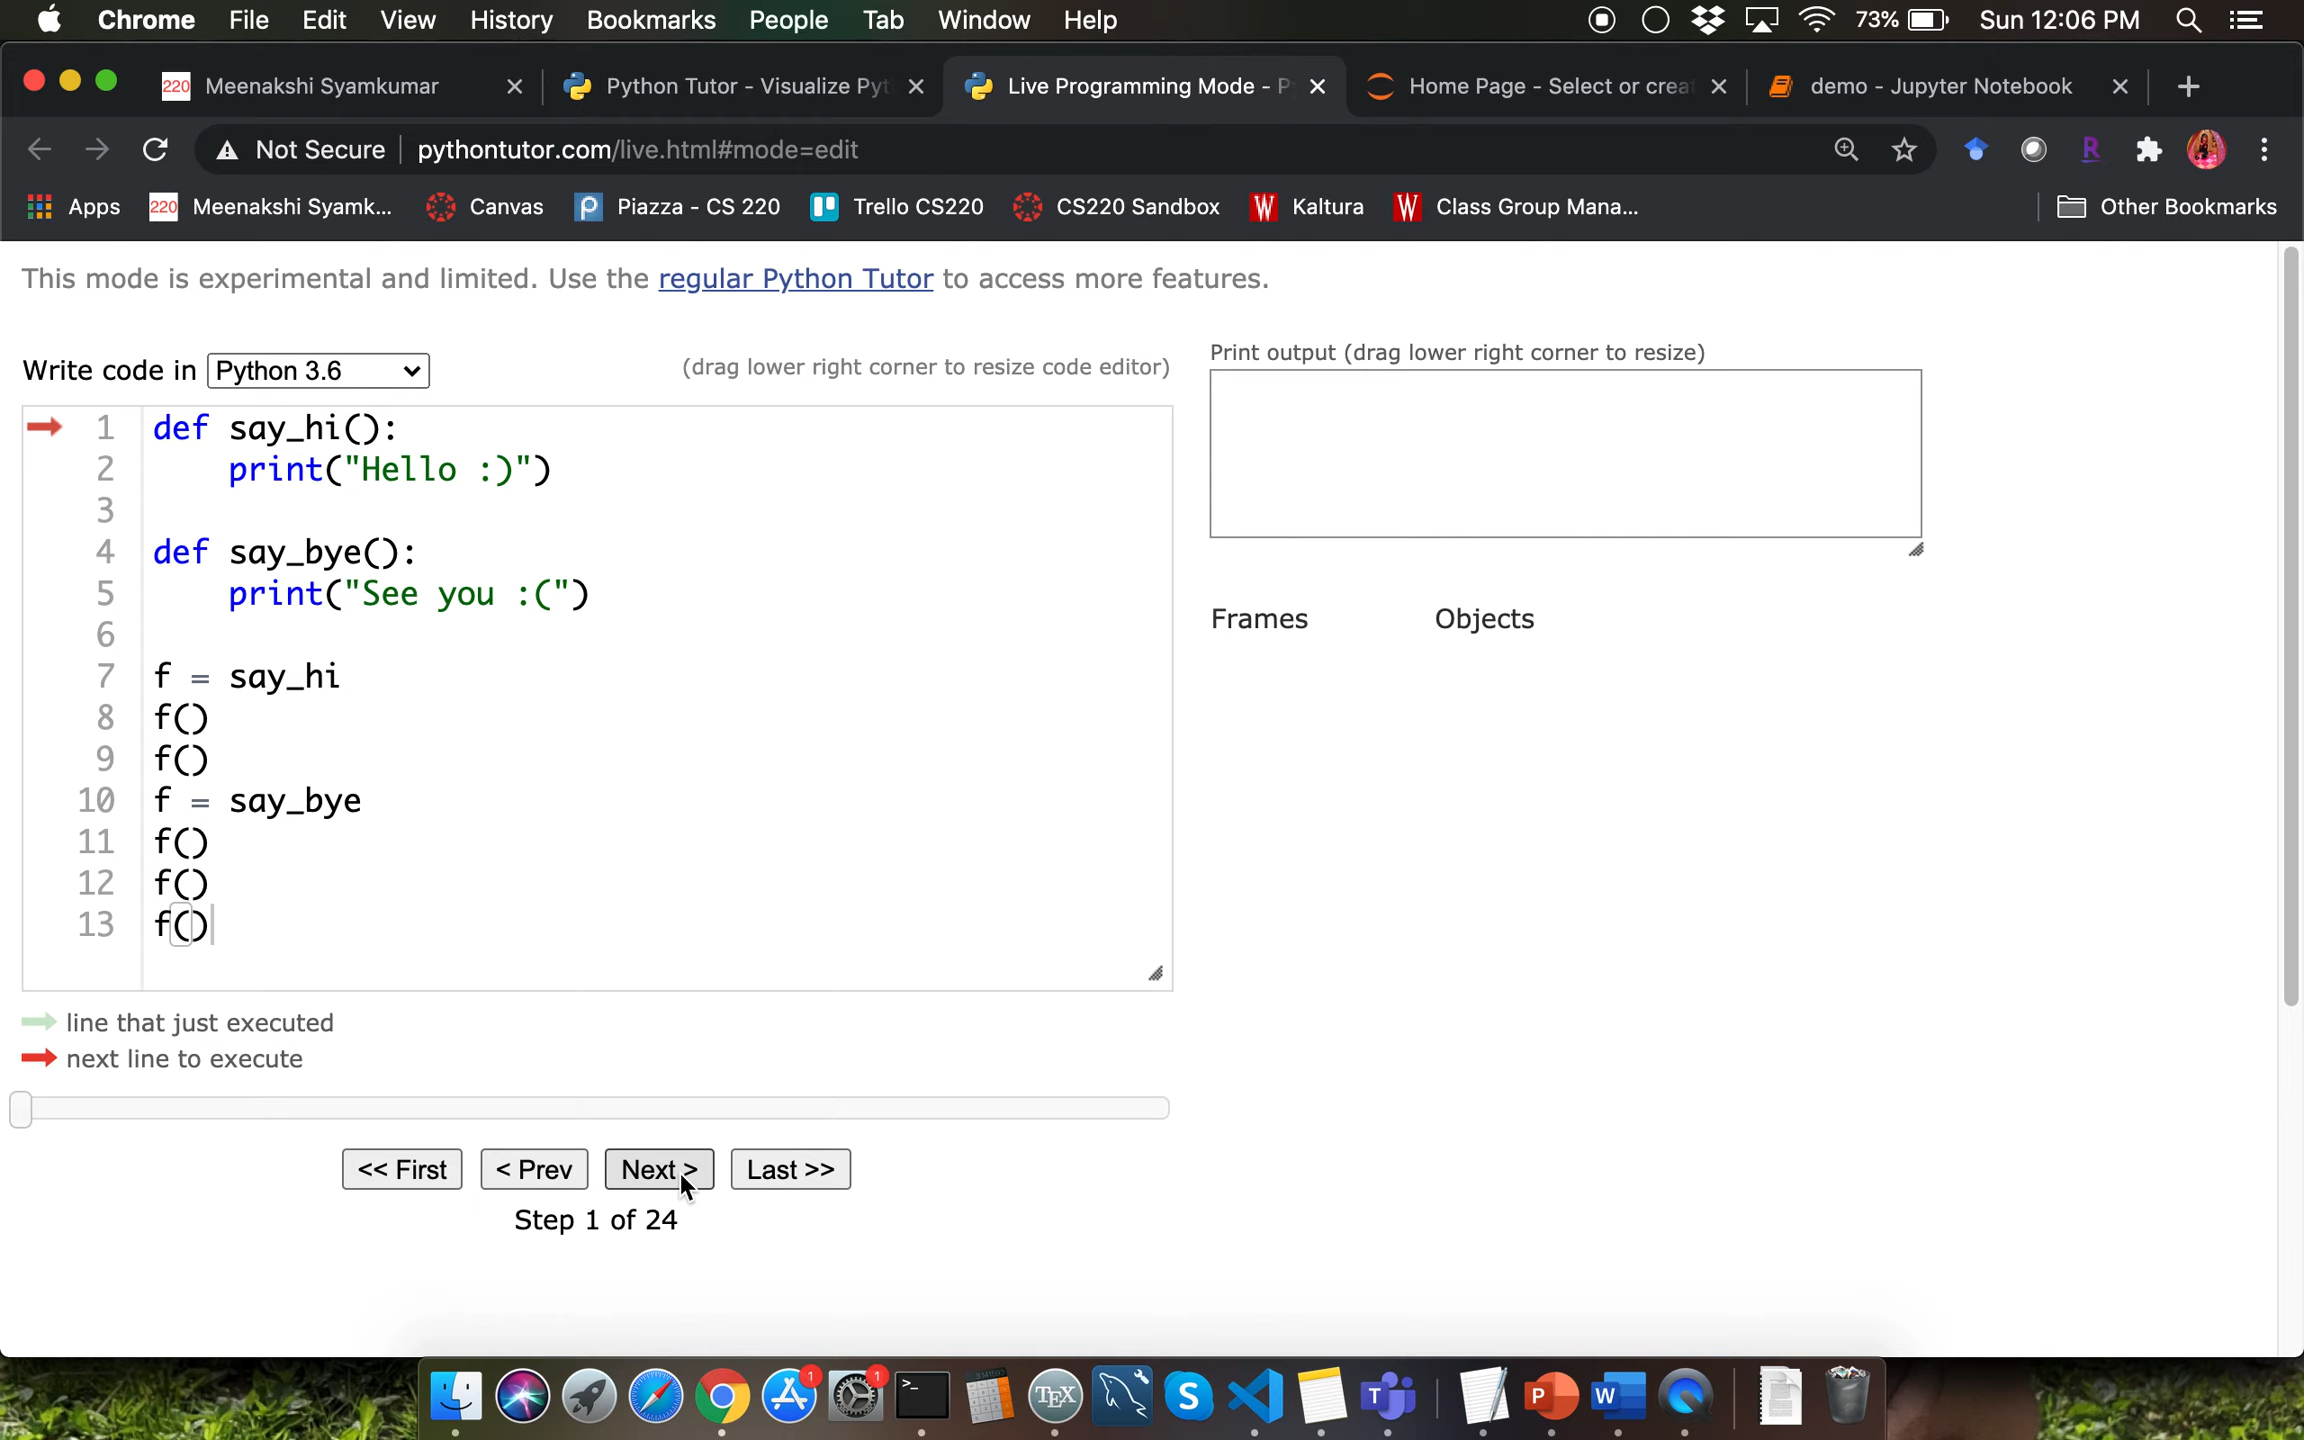 Chrome File Edit View History Bookmarks People Tab Window Help 73% Sun 12:06 PM
220 Meenakshi Syamkumar Python Tutor - Visualize Pyt Live Programming Mode - P Home Page - Select or creat demo - Jupyter Notebook
Not Secure pythontutor.com/live.html#mode=edit R
Apps 220 Meenakshi Syamk... Canvas Piazza - CS 220 Trello CS220 CS220 Sandbox W Kaltura W Class Group Mana... Other Bookmarks
This mode is experimental and limited. Use the regular Python Tutor to access more features.
Write code in Python 3.6 (drag lower right corner to resize code editor)
1 def say_hi():
2 print("Hello :)")
3
4 def say_bye():
5 print("See you :(")
6
7 f = say_hi
8 f()
9 f()
10 f = say_bye
11 f()
12 f()
13 f()
line that just executed
next line to execute
<< First < Prev Next > Last >>
Step 1 of 24
Print output (drag lower right corner to resize)
Frames Objects
1 1 >_ TEX S T P W